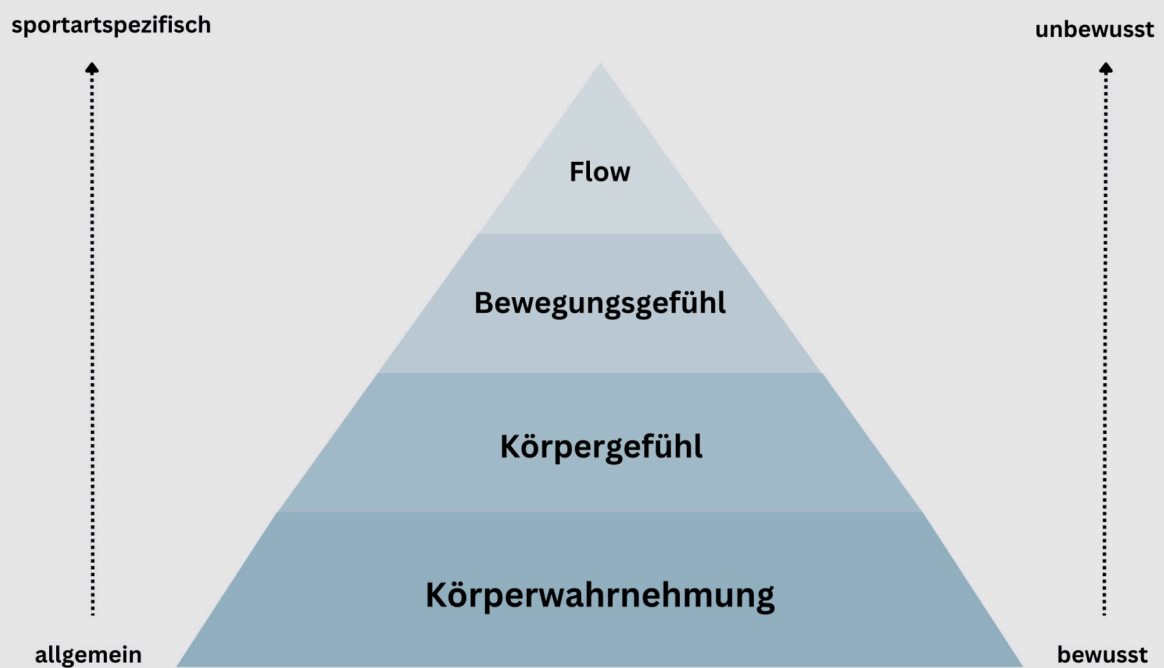 sportartspezifisch
unbewusst
Flow
Bewegungsgefühl
Körpergefühl
Körperwahrnehmung
allgemein
bewusst